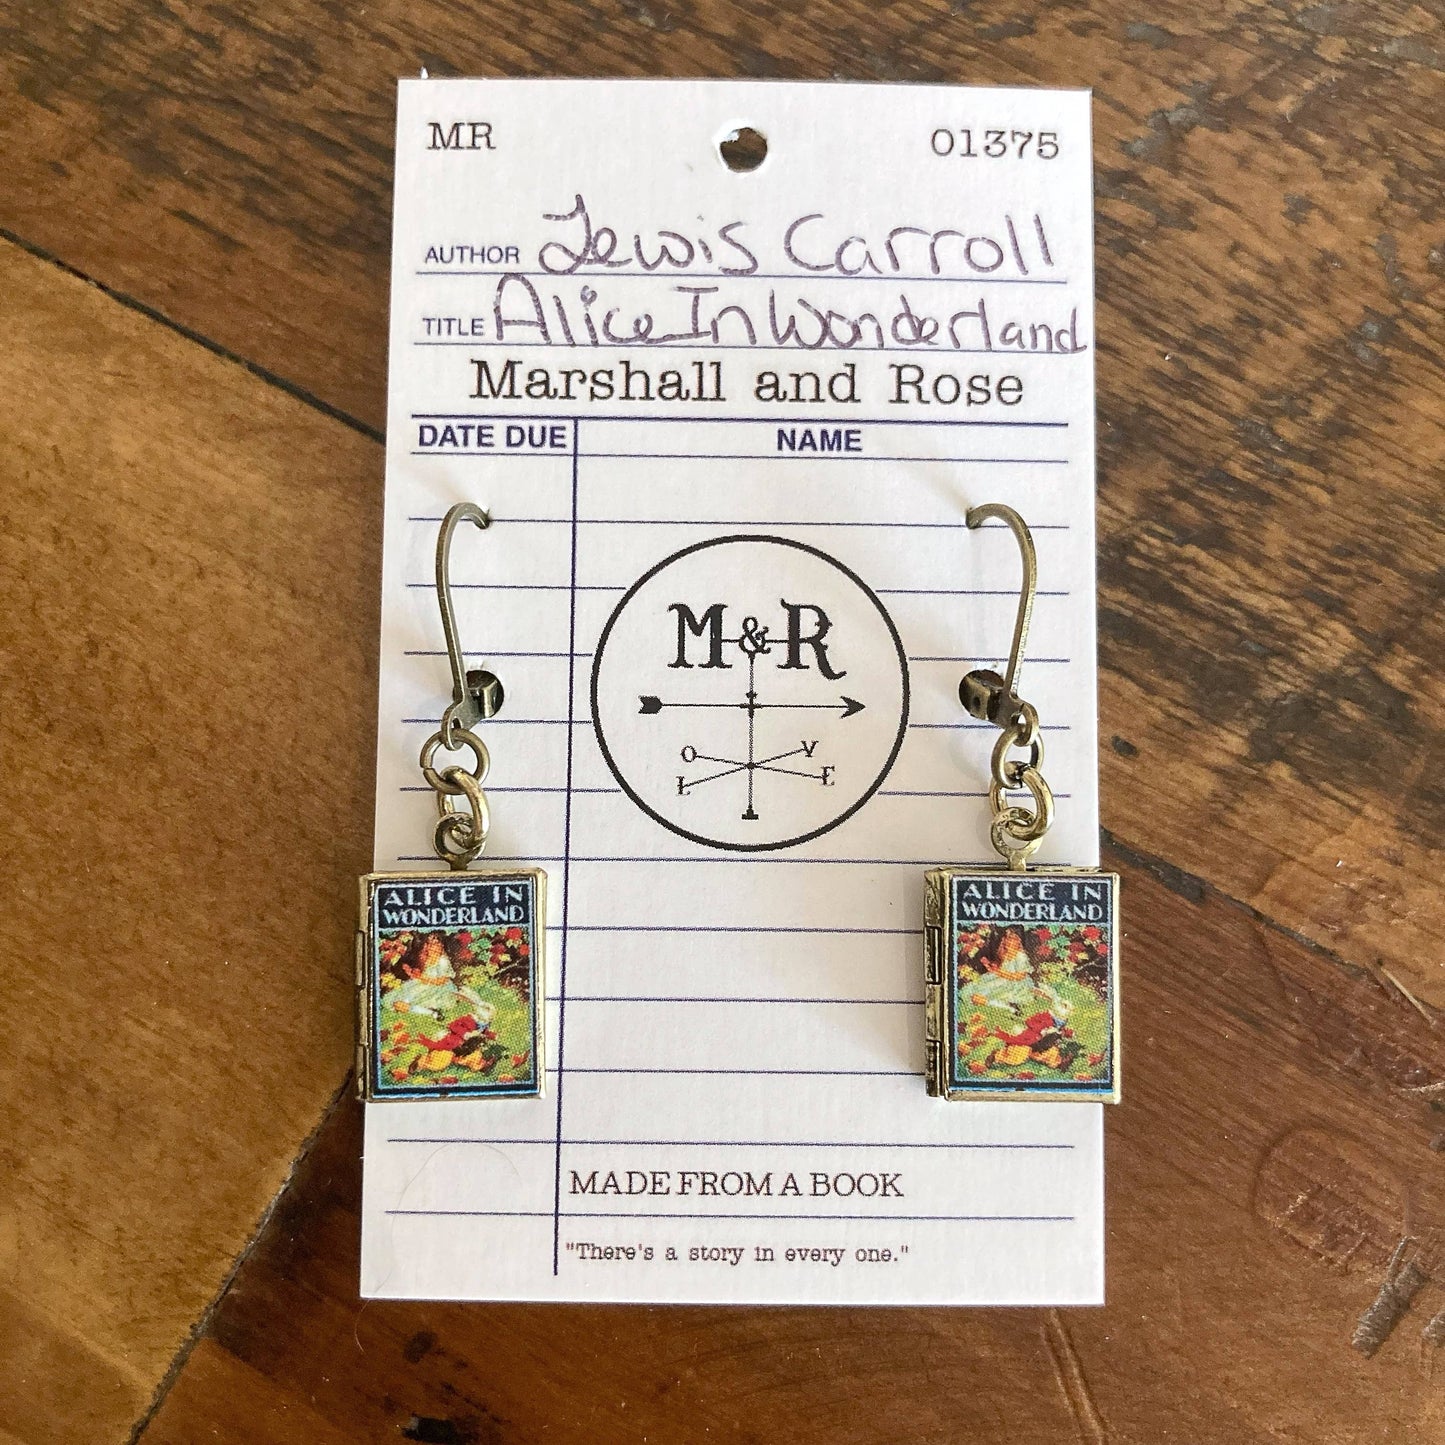 MR 01375
AUTHOR Lewis Carroll
TITLE Alice In Wonderland
Marshall and Rose
DATE DUE NAME
M&R
O V
L E
ALICE IN
WONDERLAND
ALICE IN
WONDERLAND
MADE FROM A BOOK
"There's a story in every one."